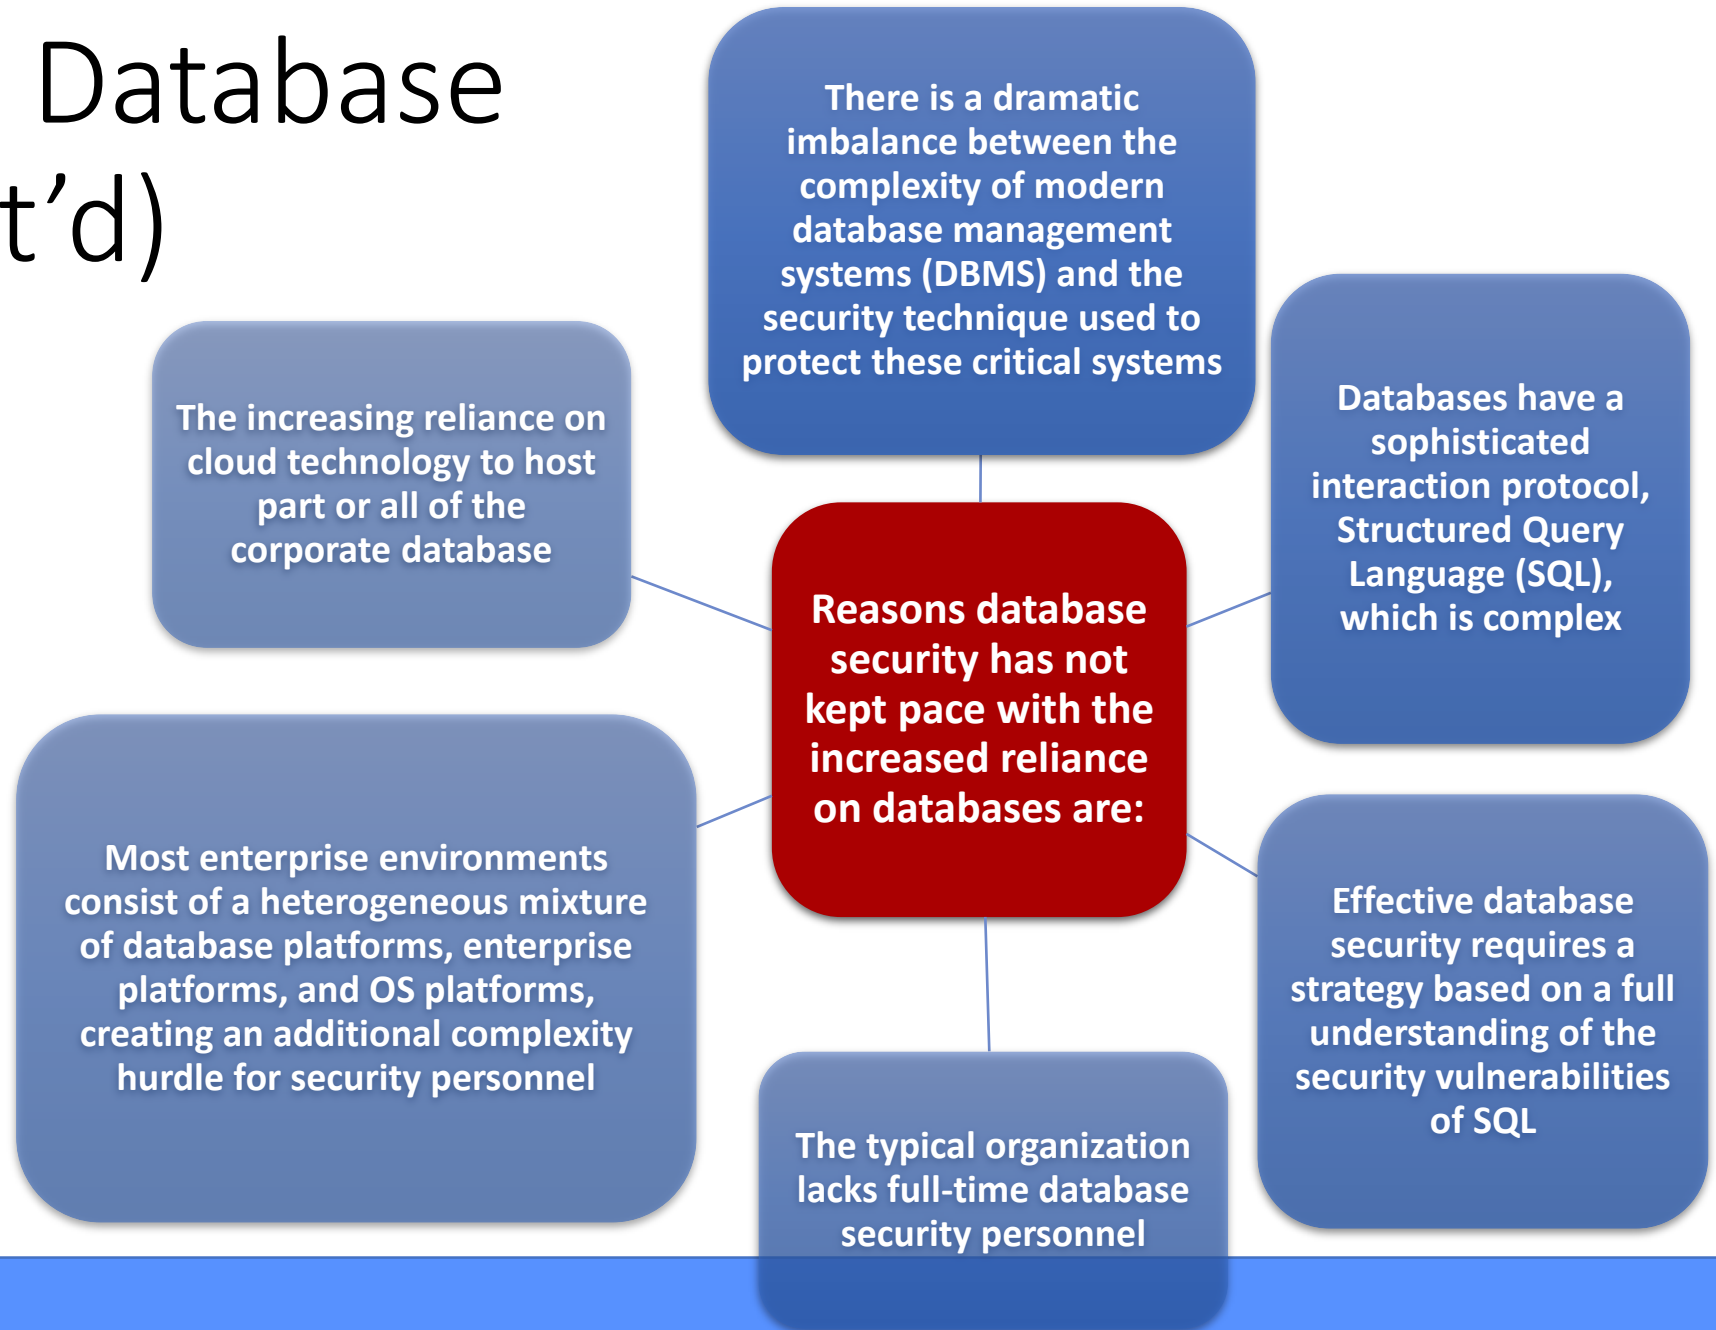 Database
t’d)
There is a dramatic
imbalance between the
complexity of modern
database management
systems (DBMS) and the
security technique used to
protect these critical systems
Databases have a
sophisticated
interaction protocol,
Structured Query
Language (SQL),
which is complex
Effective database
security requires a
strategy based on a full
understanding of the
security vulnerabilities
of SQL
The typical organization
lacks full-time database
security personnel
Most enterprise environments
consist of a heterogeneous mixture
of database platforms, enterprise
platforms, and OS platforms,
creating an additional complexity
hurdle for security personnel
The increasing reliance on
cloud technology to host
part or all of the
corporate database
Reasons database
security has not
kept pace with the
increased reliance
on databases are: